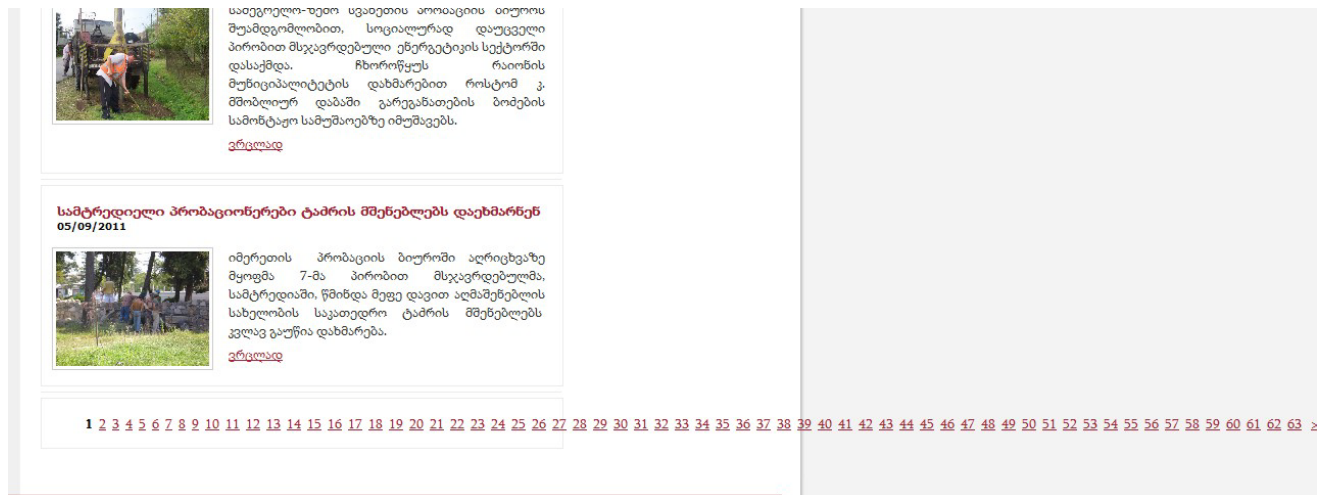 სამეგრელო-ზემო სვანეთის პრობაციის ბიუროს
შუამდგომლობით, სოციალურად დაუცველი
პირობით მსჯავრდებული ენერგეტიკის სექტორში
დასაქმდა. ჩხოროწყუს რაიონის
მუნიციპალიტეტის დახმარებით როსტომ კ.
მშობლიურ დაბაში გარეგანათების ბოძების
სამონტაჟო სამუშაოებზე იმუშავებს.
ვრცლად
სამტრედიელი პრობაციონერები ტაძრის მშენებლებს დაეხმარნენ
05/09/2011
იმერეთის პრობაციის ბიუროში აღრიცხვაზე
მყოფმა 7-მა პირობით მსჯავრდებულმა,
სამტრედიაში, წმინდა მეფე დავით აღმაშენებლის
სახელობის საკათედრო ტაძრის მშენებლებს
კვლავ გაუწია დახმარება.
ვრცლად
1 2 3 4 5 6 7 8 9 10 11 12 13 14 15 16 17 18 19 20 21 22 23 24 25 26 27 28 29 30 31 32 33 34 35 36 37 38 39 40 41 42 43 44 45 46 47 48 49 50 51 52 53 54 55 56 57 58 59 60 61 62 63 >